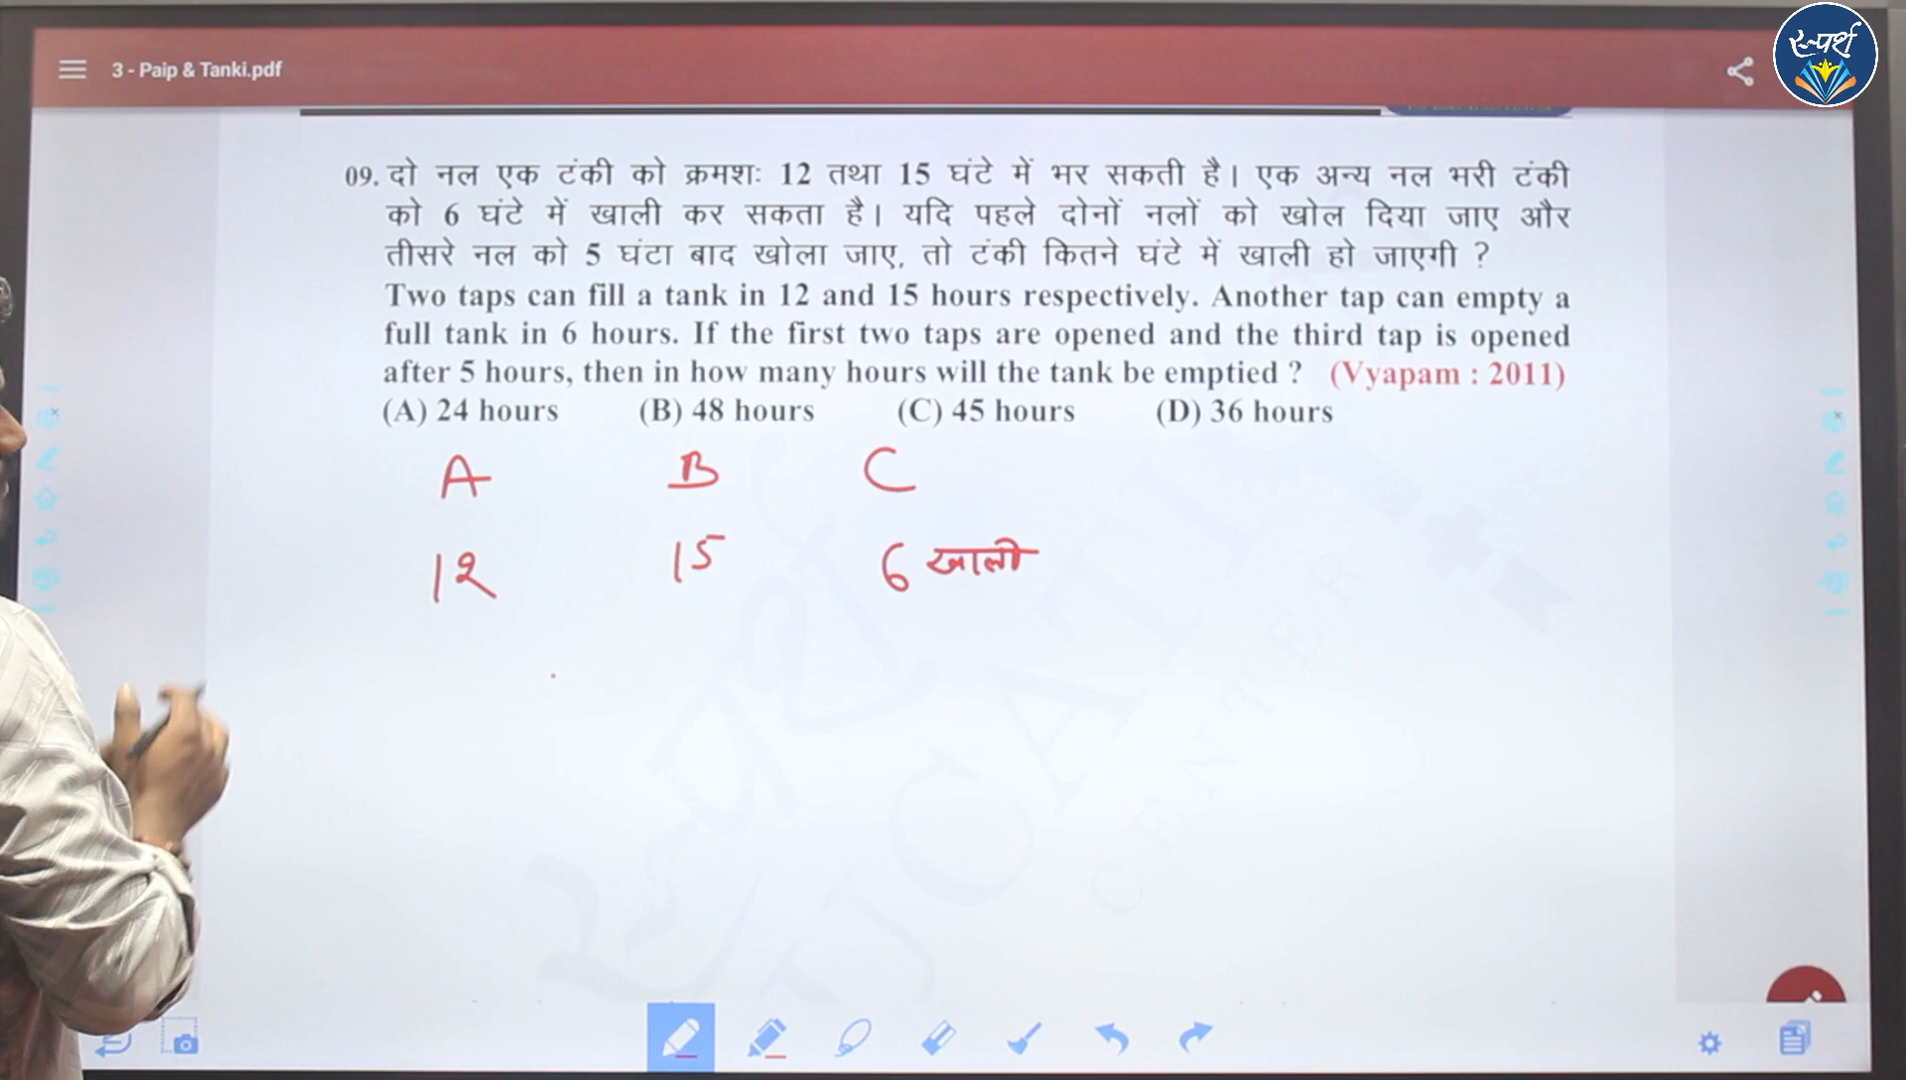 स्पर्श
3 - Paip & Tanki.pdf
09. दो नल एक टंकी को क्रमशः 12 तथा 15 घंटे में भर सकती है। एक अन्य नल भरी टंकी
को 6 घंटे में खाली कर सकता है। यदि पहले दोनों नलों को खोल दिया जाए और
तीसरे नल को 5 घंटा बाद खोला जाए, तो टंकी कितने घंटे में खाली हो जाएगी ?
Two taps can fill a tank in 12 and 15 hours respectively. Another tap can empty a
full tank in 6 hours. If the first two taps are opened and the third tap is opened
after 5 hours, then in how many hours will the tank be emptied ? (Vyapam : 2011)
(A) 24 hours (B) 48 hours (C) 45 hours (D) 36 hours
A B C
12 15 6 खाली